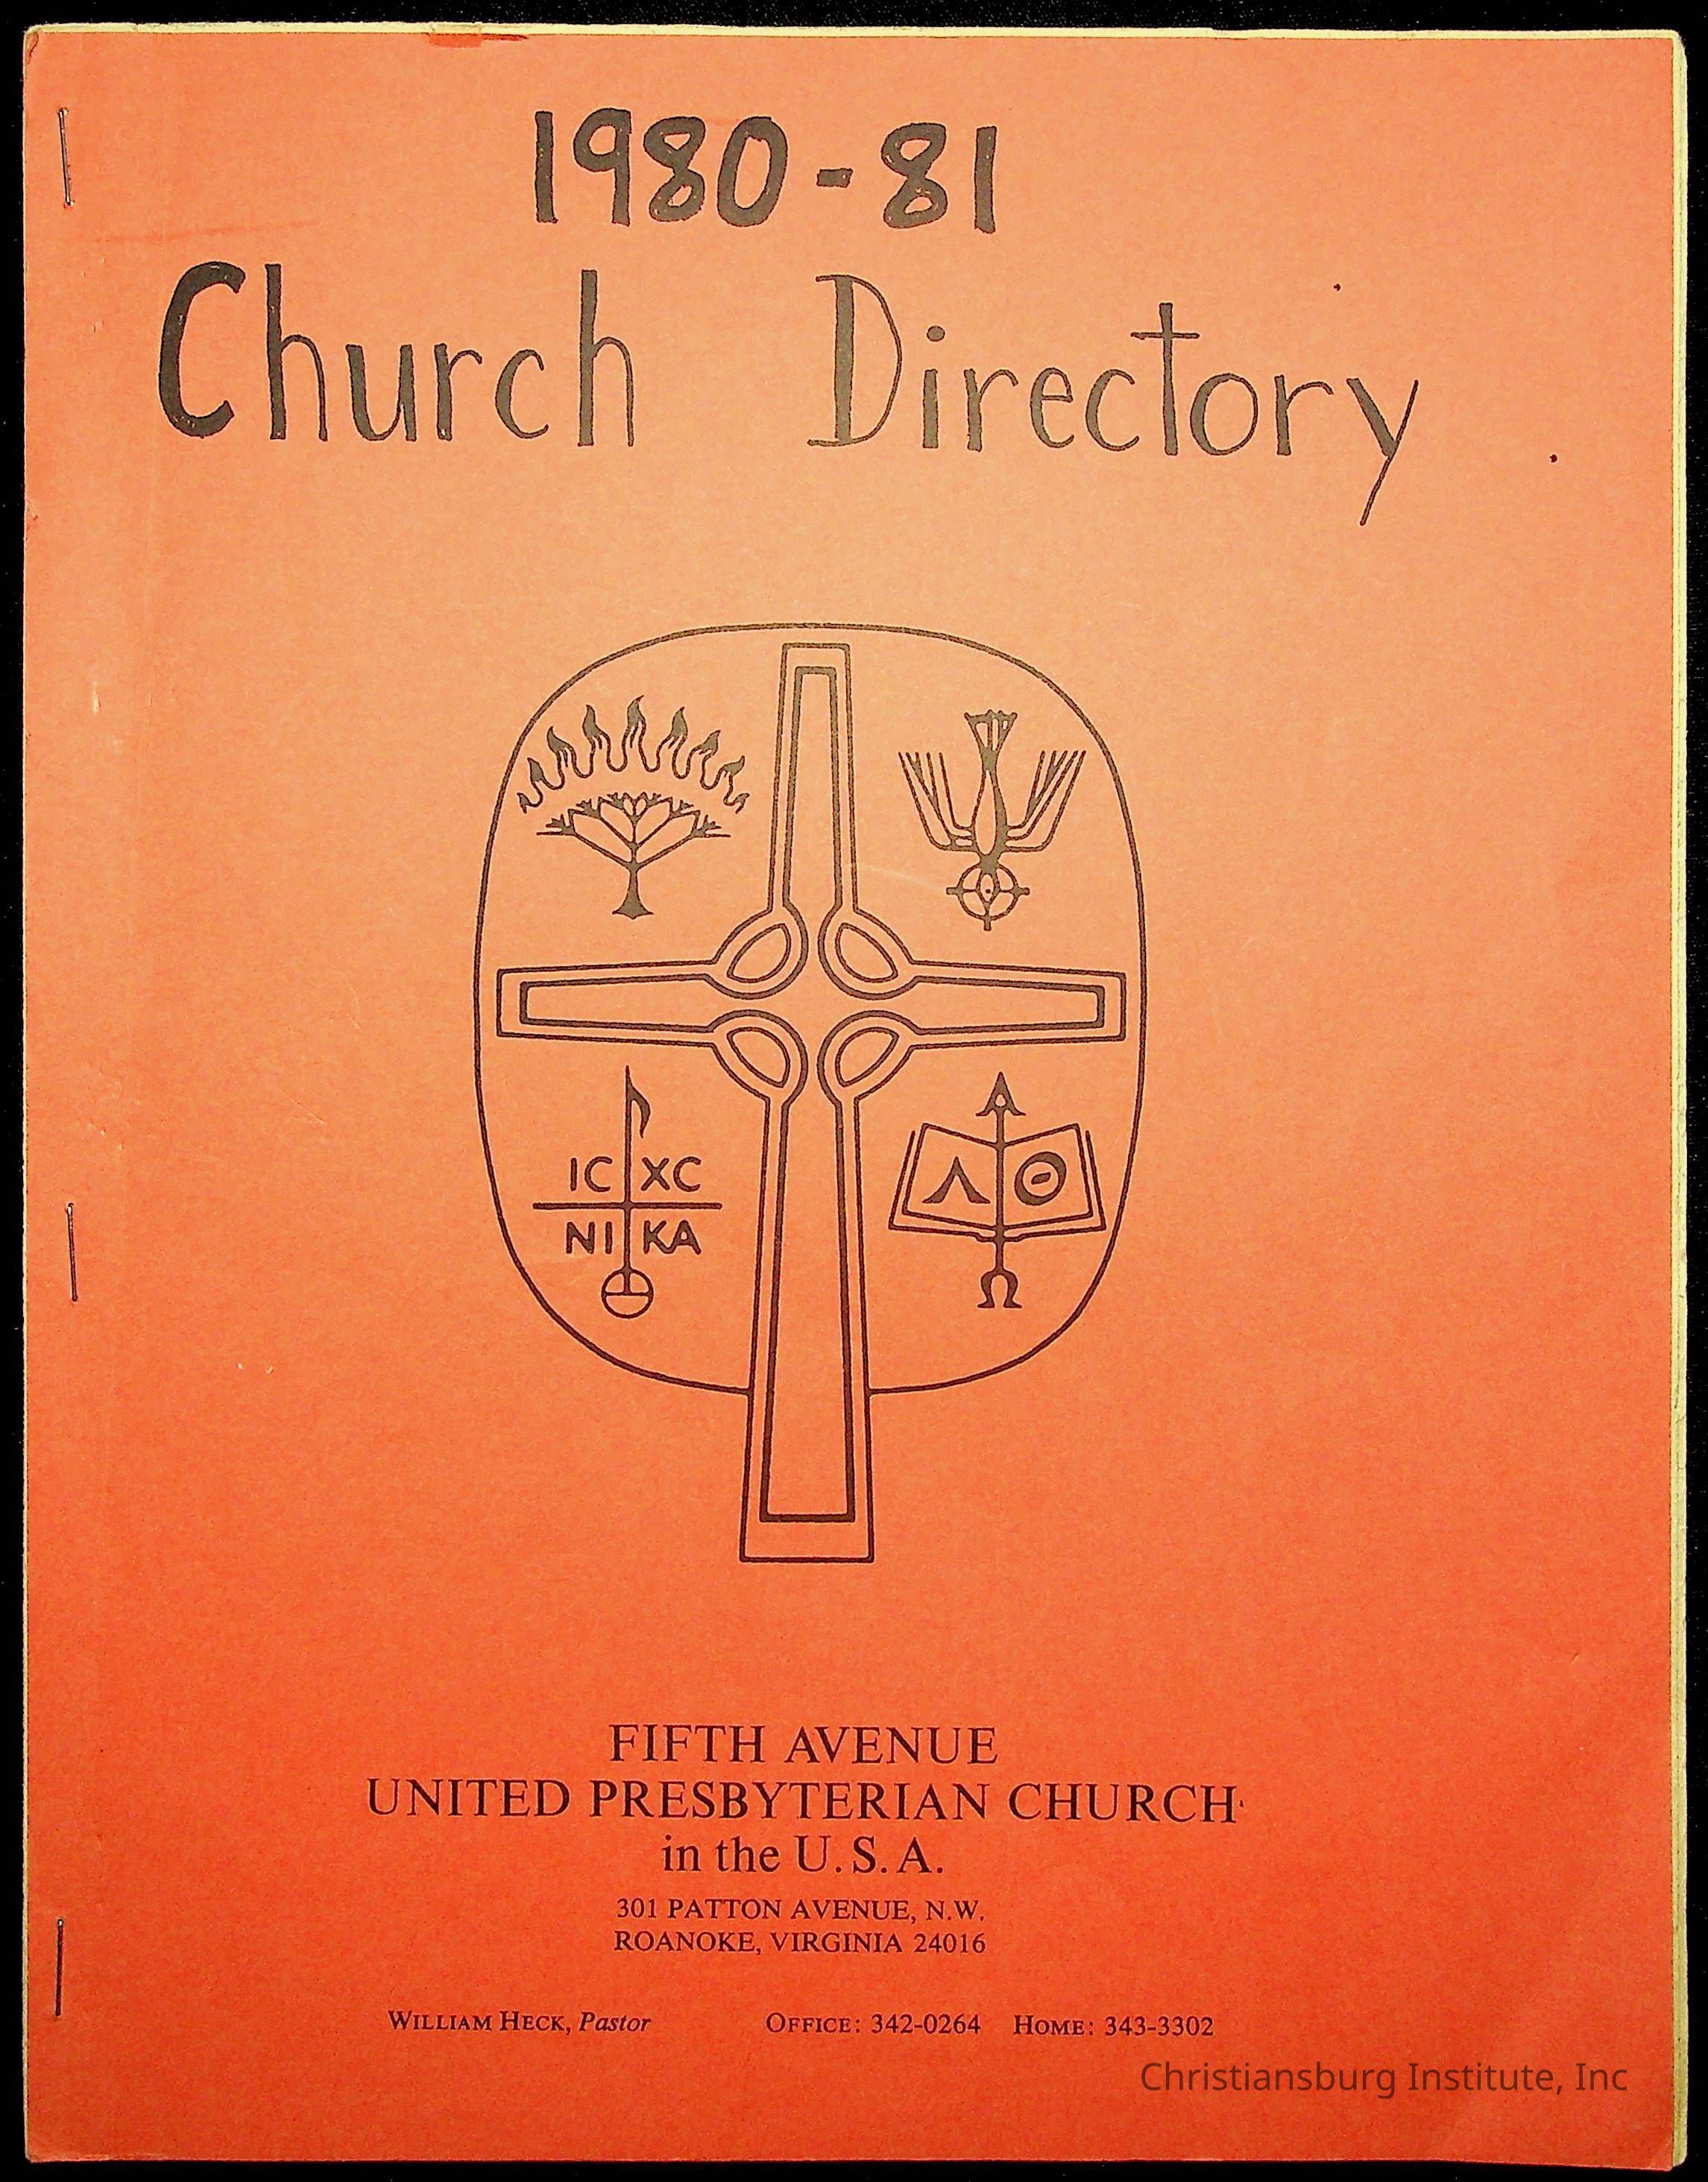 1980-81
Church Directory
IC XC
NI KA
Λ Θ
Ω
FIFTH AVENUE
UNITED PRESBYTERIAN CHURCH
in the U.S.A.
301 PATTON AVENUE, N.W.
ROANOKE, VIRGINIA 24016
WILLIAM HECK, Pastor OFFICE: 342-0264 HOME: 343-3302
Christiansburg Institute, Inc